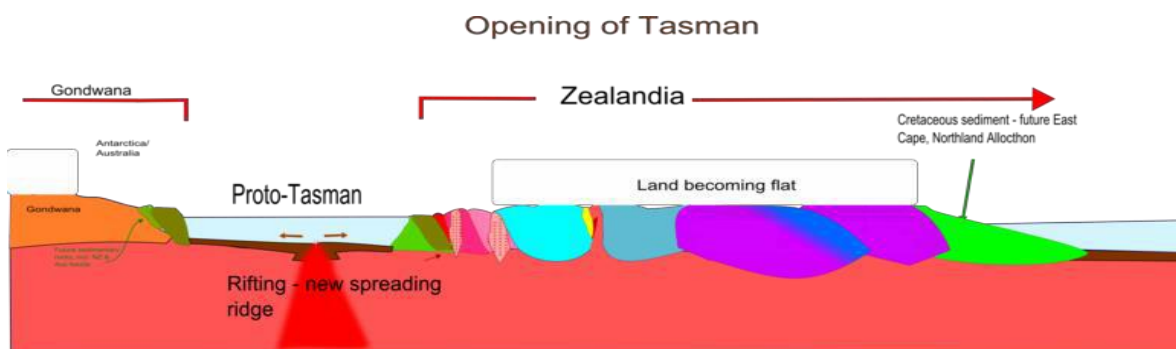 Opening of Tasman
Gondwana
Zealandia
Cretaceous sediment - future East
Cape, Northland Allocthon
Antarctica/
Australia
Land becoming flat
Proto-Tasman
Gondwana
Rifting - new spreading
ridge